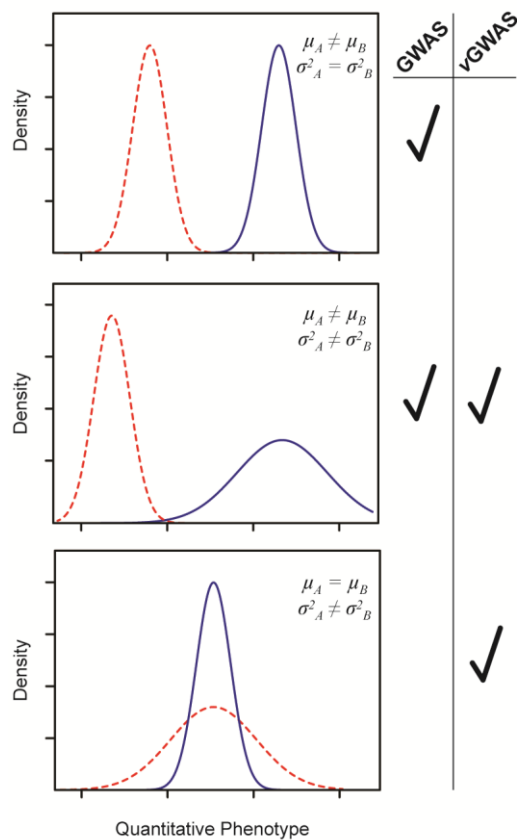 GWAS vGWAS
μA ≠ μB
σ²A = σ²B
Density
μA ≠ μB
σ²A ≠ σ²B
Density
μA = μB
σ²A ≠ σ²B
Density
Quantitative Phenotype